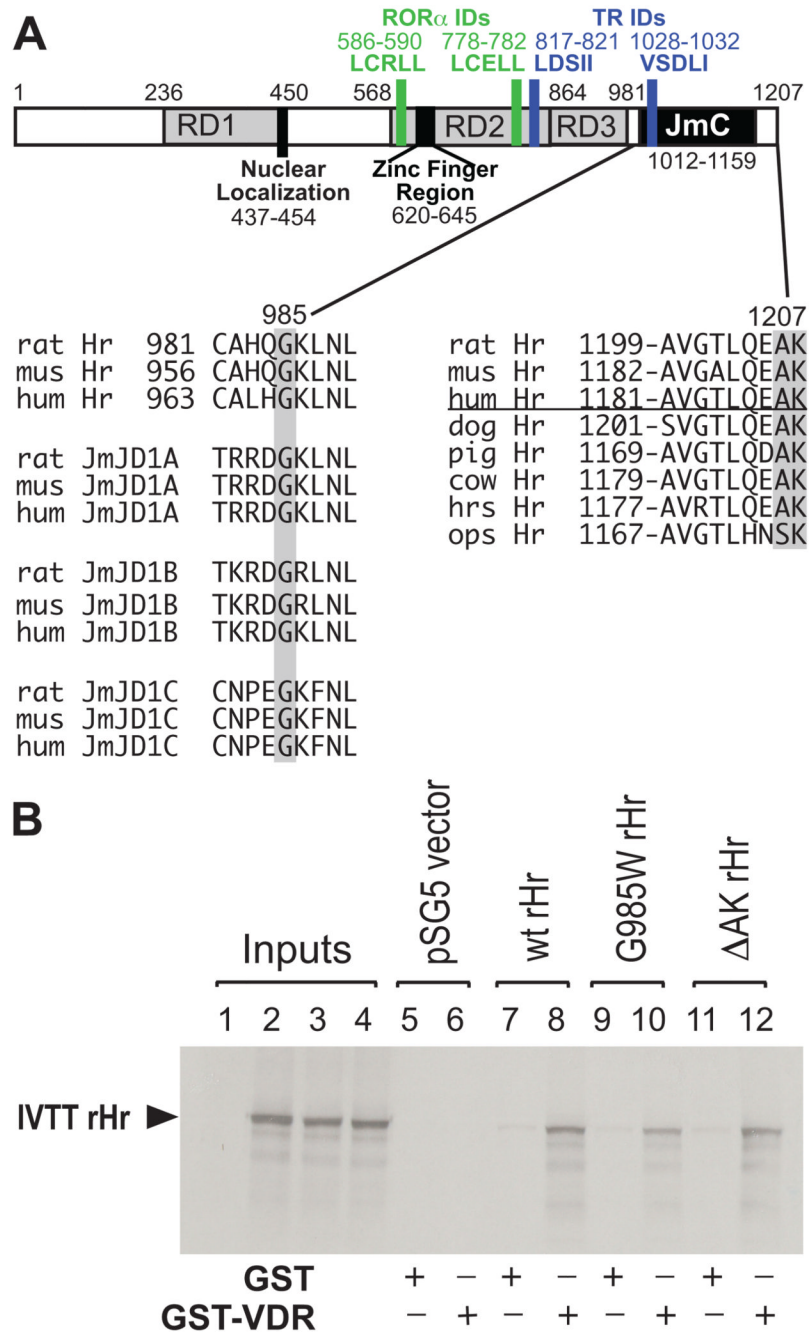 A
RORα IDs TR IDs
586-590 778-782 817-821 1028-1032
LCRLL LCELL LDSII VSDLI
1 236 450 568 864 981 1207
RD1 RD2 RD3 JmC
Nuclear Localization 437-454
Zinc Finger Region 620-645
1012-1159
985
rat Hr 981 CAHQGKLNL
mus Hr 956 CAHQGKLNL
hum Hr 963 CALHGKLNL
rat JmJD1A TRRDGKLNL
mus JmJD1A TRRDGKLNL
hum JmJD1A TRRDGKLNL
rat JmJD1B TKRDGRLNL
mus JmJD1B TKRDGRLNL
hum JmJD1B TKRDGKLNL
rat JmJD1C CNPEGKFNL
mus JmJD1C CNPEGKFNL
hum JmJD1C CNPEGKFNL
1207
rat Hr 1199-AVGTLQEAK
mus Hr 1182-AVGALQEAK
hum Hr 1181-AVGTLQEAK
dog Hr 1201-SVGTLQEAK
pig Hr 1169-AVGTLQDAK
cow Hr 1179-AVGTLQEAK
hrs Hr 1177-AVRTLQEAK
ops Hr 1167-AVGTLHNSK
B
Inputs pSG5 vector wt rHr G985W rHr ΔAK rHr
1 2 3 4 5 6 7 8 9 10 11 12
IVTT rHr
GST + − + − + − + −
GST-VDR − + − + − + − +